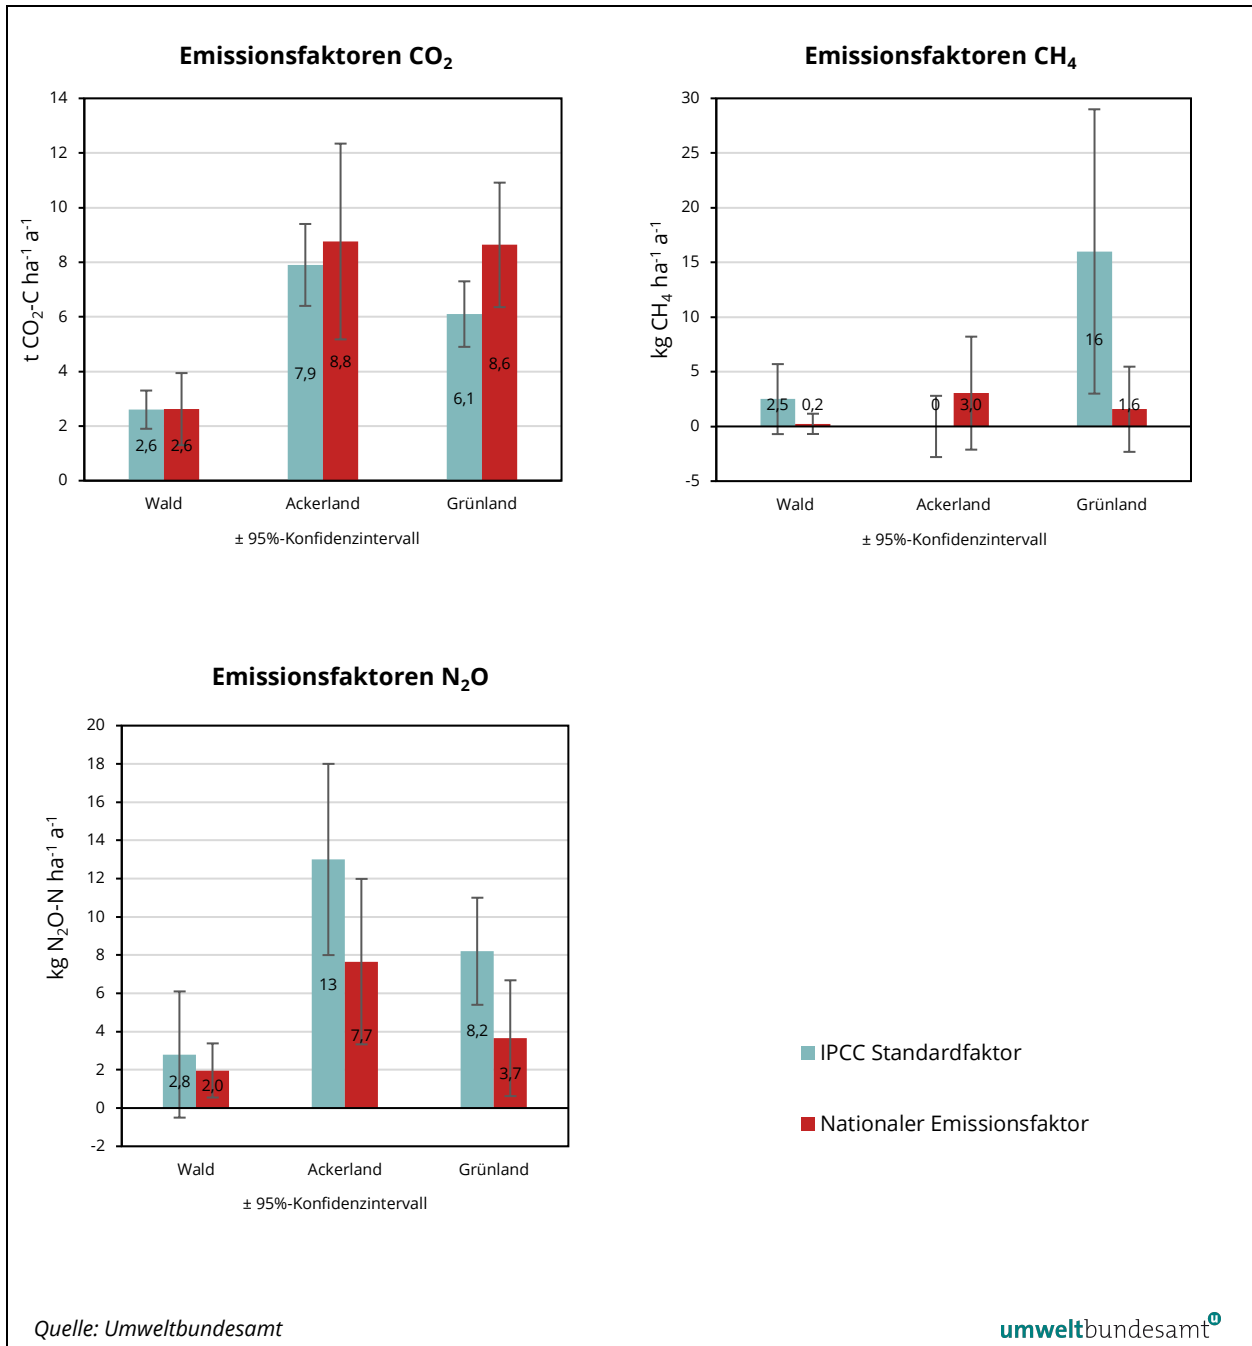 Emissionsfaktoren CO₂
t CO₂-C ha⁻¹ a⁻¹
14
12
10
8
6
4
2
0
2,6
2,6
7,9
8,8
6,1
8,6
Wald Ackerland Grünland
± 95%-Konfidenzintervall
Emissionsfaktoren CH₄
kg CH₄ ha⁻¹ a⁻¹
30
25
20
15
10
5
0
-5
2,5
0,2
0
3,0
16
1,6
Wald Ackerland Grünland
± 95%-Konfidenzintervall
Emissionsfaktoren N₂O
kg N₂O-N ha⁻¹ a⁻¹
20
18
16
14
12
10
8
6
4
2
0
-2
2,8
2,0
13
7,7
8,2
3,7
Wald Ackerland Grünland
± 95%-Konfidenzintervall
IPCC Standardfaktor
Nationaler Emissionsfaktor
Quelle: Umweltbundesamt
umweltbundesamt u